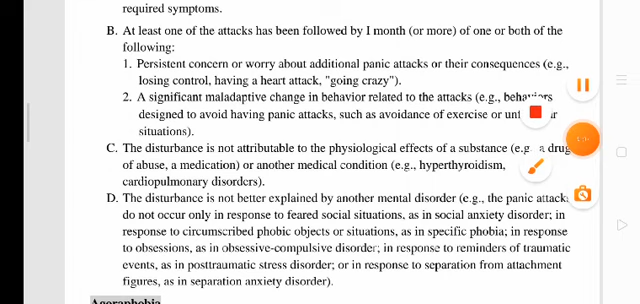 required symptoms.
B. At least one of the attacks has been followed by I month (or more) of one or both of the
following:
1. Persistent concern or worry about additional panic attacks or their consequences (e.g.,
losing control, having a heart attack, "going crazy").
2. A significant maladaptive change in behavior related to the attacks (e.g., behaviors
designed to avoid having panic attacks, such as avoidance of exercise or
situations).
C. The disturbance is not attributable to the physiological effects of a substance (e.g. a drug
of abuse, a medication) or another medical condition (e.g., hyperthyroidism,
cardiopulmonary disorders).
D. The disturbance is not better explained by another mental disorder (e.g., the panic attack
do not occur only in response to feared social situations, as in social anxiety disorder; in
response to circumscribed phobic objects or situations, as in specific phobia; in response
to obsessions, as in obsessive-compulsive disorder; in response to reminders of traumatic
events, as in posttraumatic stress disorder; or in response to separation from attachment
figures, as in separation anxiety disorder).
Agoraphobia